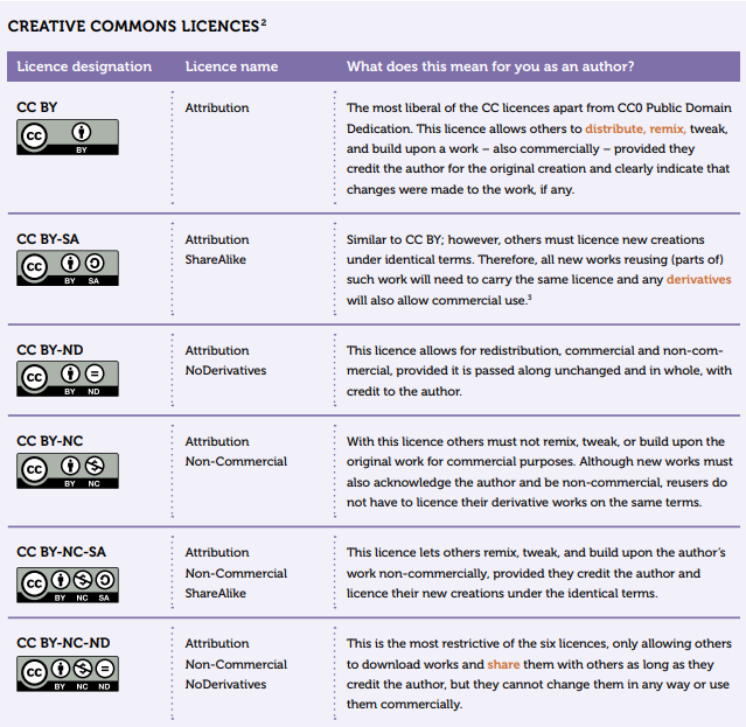 CREATIVE COMMONS LICENCES²
Licence designation Licence name What does this mean for you as an author?
CC BY
cc
BY
Attribution
The most liberal of the CC licences apart from CC0 Public Domain
Dedication. This licence allows others to distribute, remix, tweak,
and build upon a work – also commercially – provided they
credit the author for the original creation and clearly indicate that
changes were made to the work, if any.
CC BY-SA
cc
BY SA
Attribution
ShareAlike
Similar to CC BY; however, others must licence new creations
under identical terms. Therefore, all new works reusing (parts of)
such work will need to carry the same licence and any derivatives
will also allow commercial use.³
CC BY-ND
cc
BY ND
Attribution
NoDerivatives
This licence allows for redistribution, commercial and non-com-
mercial, provided it is passed along unchanged and in whole, with
credit to the author.
CC BY-NC
cc
BY NC
Attribution
Non-Commercial
With this licence others must not remix, tweak, or build upon the
original work for commercial purposes. Although new works must
also acknowledge the author and be non-commercial, reusers do
not have to licence their derivative works on the same terms.
CC BY-NC-SA
cc
BY NC SA
Attribution
Non-Commercial
ShareAlike
This licence lets others remix, tweak, and build upon the author's
work non-commercially, provided they credit the author and
licence their new creations under the identical terms.
CC BY-NC-ND
cc
BY NC ND
Attribution
Non-Commercial
NoDerivatives
This is the most restrictive of the six licences, only allowing others
to download works and share them with others as long as they
credit the author, but they cannot change them in any way or use
them commercially.